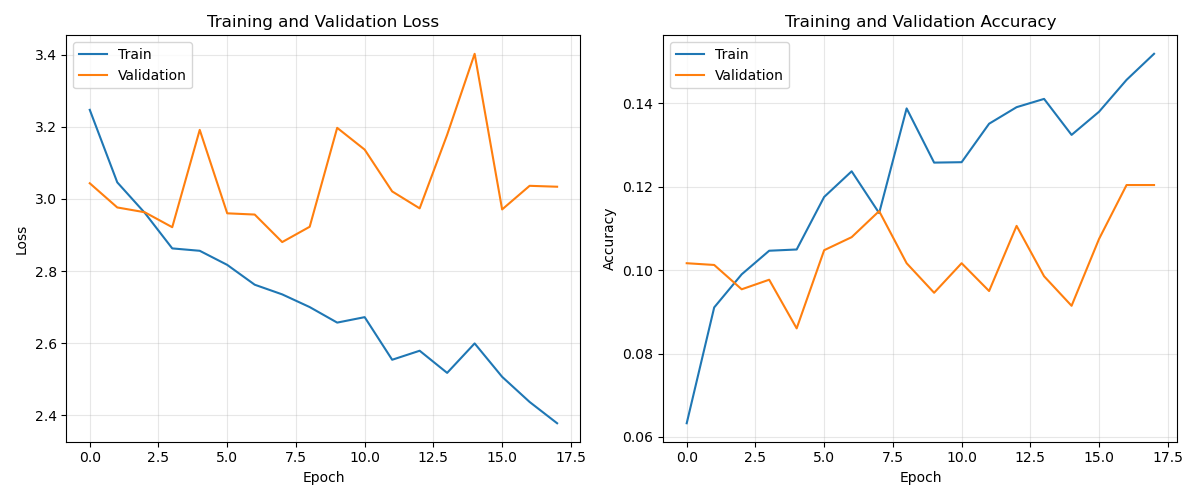 Training and Validation Loss
Train
Validation
3.4
3.2
3.0
2.8
2.6
2.4
Loss
0.0 2.5 5.0 7.5 10.0 12.5 15.0 17.5
Epoch
Training and Validation Accuracy
Train
Validation
0.14
0.12
0.10
0.08
0.06
Accuracy
0.0 2.5 5.0 7.5 10.0 12.5 15.0 17.5
Epoch